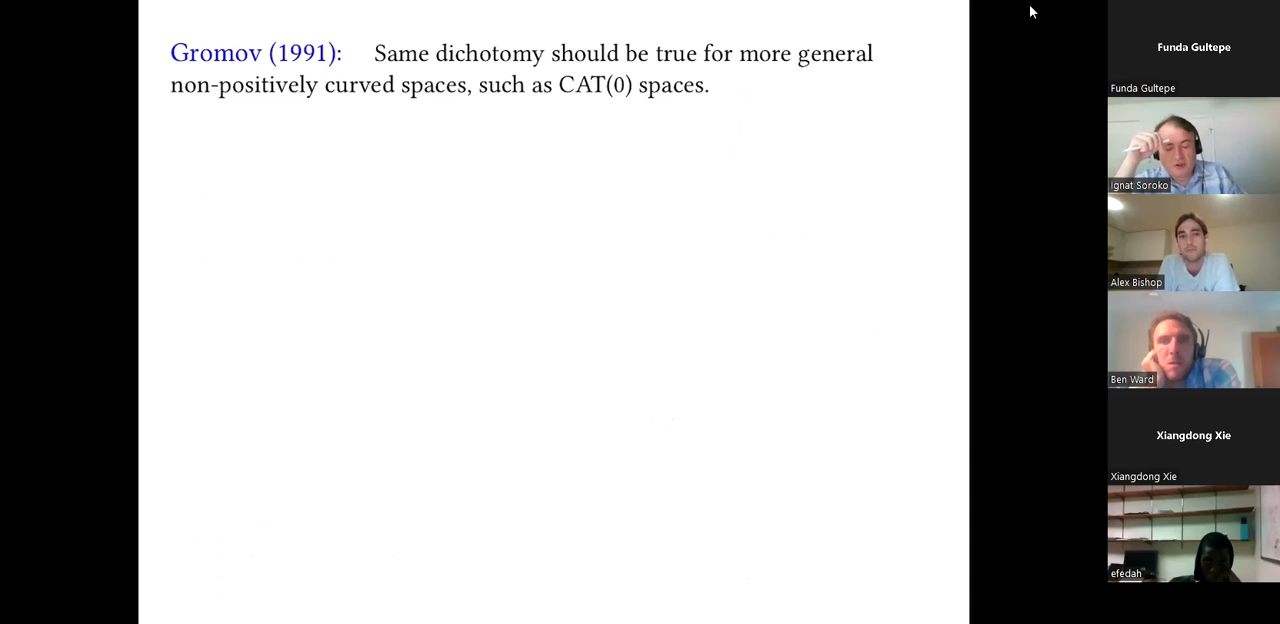 Gromov (1991): Same dichotomy should be true for more general
non-positively curved spaces, such as CAT(0) spaces.
Funda Gultepe
Funda Gultepe
Ignat Soroko
Alex Bishop
Ben Ward
Xiangdong Xie
Xiangdong Xie
efedah